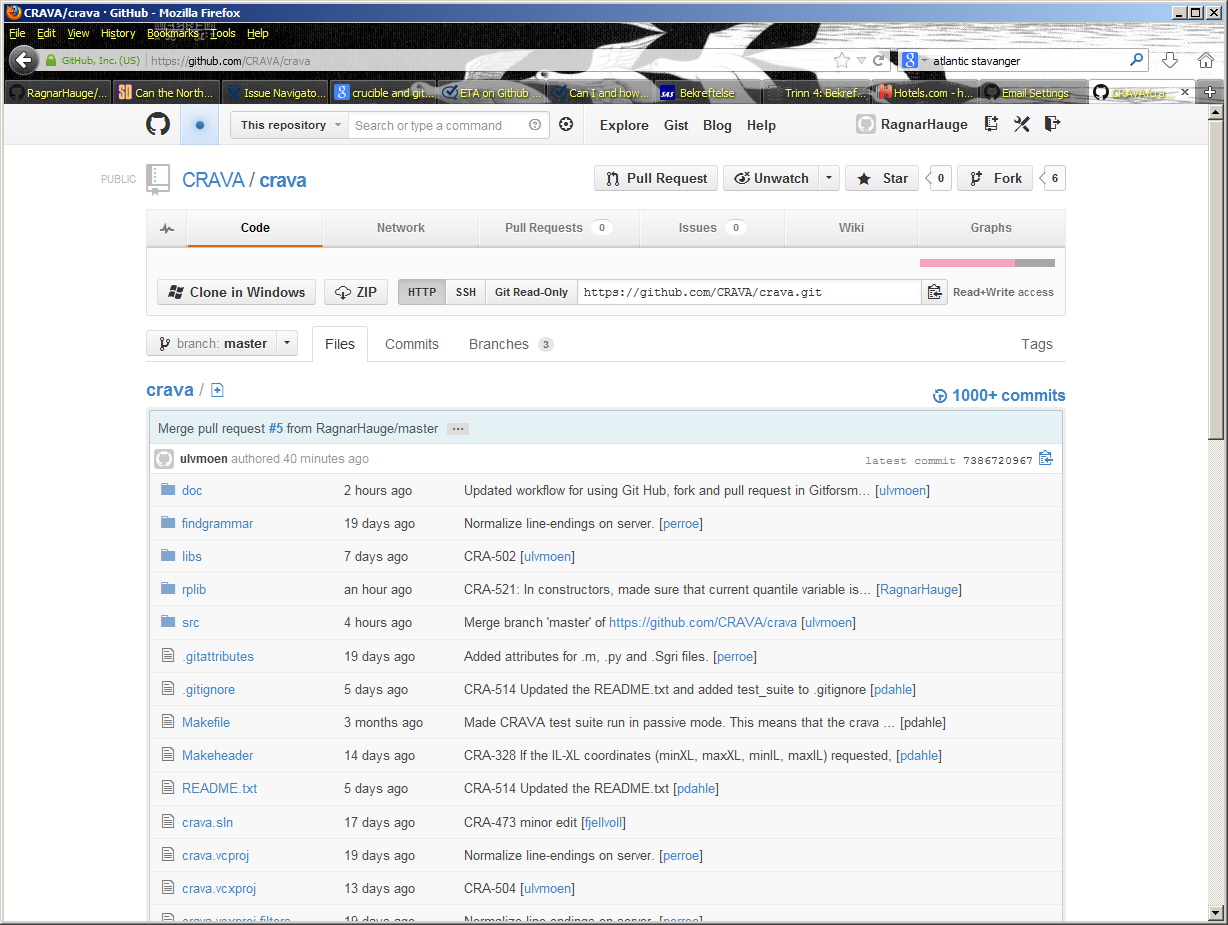 CRAVA/crava · GitHub - Mozilla Firefox
File Edit View History Bookmarks Tools Help
GitHub, Inc. (US) https://github.com/CRAVA/crava atlantic stavanger
RagnarHauge/... Can the North... Issue Navigato... crucible and git... ETA on Github ... Can I and how... Bekreftelse Trinn 4: Bekref... Hotels.com - h... Email Settings CRAVA/cra
This repository Search or type a command Explore Gist Blog Help RagnarHauge
PUBLIC CRAVA / crava Pull Request Unwatch Star 0 Fork 6
Code Network Pull Requests 0 Issues 0 Wiki Graphs
Clone in Windows ZIP HTTP SSH Git Read-Only https://github.com/CRAVA/crava.git Read+Write access
branch: master Files Commits Branches 3 Tags
crava / 1000+ commits
Merge pull request #5 from RagnarHauge/master ...
ulvmoen authored 40 minutes ago latest commit 7386720967
doc 2 hours ago Updated workflow for using Git Hub, fork and pull request in Gitforsm… [ulvmoen]
findgrammar 19 days ago Normalize line-endings on server. [perroe]
libs 7 days ago CRA-502 [ulvmoen]
rplib an hour ago CRA-521: In constructors, made sure that current quantile variable is… [RagnarHauge]
src 4 hours ago Merge branch 'master' of https://github.com/CRAVA/crava [ulvmoen]
.gitattributes 19 days ago Added attributes for .m, .py and .Sgri files. [perroe]
.gitignore 5 days ago CRA-514 Updated the README.txt and added test_suite to .gitignore [pdahle]
Makefile 3 months ago Made CRAVA test suite run in passive mode. This means that the crava … [pdahle]
Makeheader 14 days ago CRA-328 If the IL-XL coordinates (minXL, maxXL, minIL, maxIL) requested, [pdahle]
README.txt 5 days ago CRA-514 Updated the README.txt [pdahle]
crava.sln 17 days ago CRA-473 minor edit [fjellvoll]
crava.vcproj 19 days ago Normalize line-endings on server. [perroe]
crava.vcxproj 13 days ago CRA-504 [ulvmoen]
crava.vcxproj.filters 19 days ago Normalize line-endings on server. [perroe]